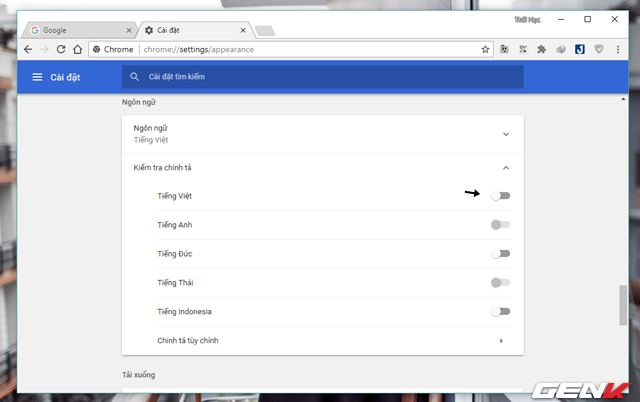 Google
Cài đặt
Thất Học
Chrome
chrome://settings/appearance
Cài đặt
Cài đặt tìm kiếm
Ngôn ngữ
Ngôn ngữ
Tiếng Việt
Kiểm tra chính tả
Tiếng Việt
Tiếng Anh
Tiếng Đức
Tiếng Thái
Tiếng Indonesia
Chính tả tùy chỉnh
Tải xuống
GENK